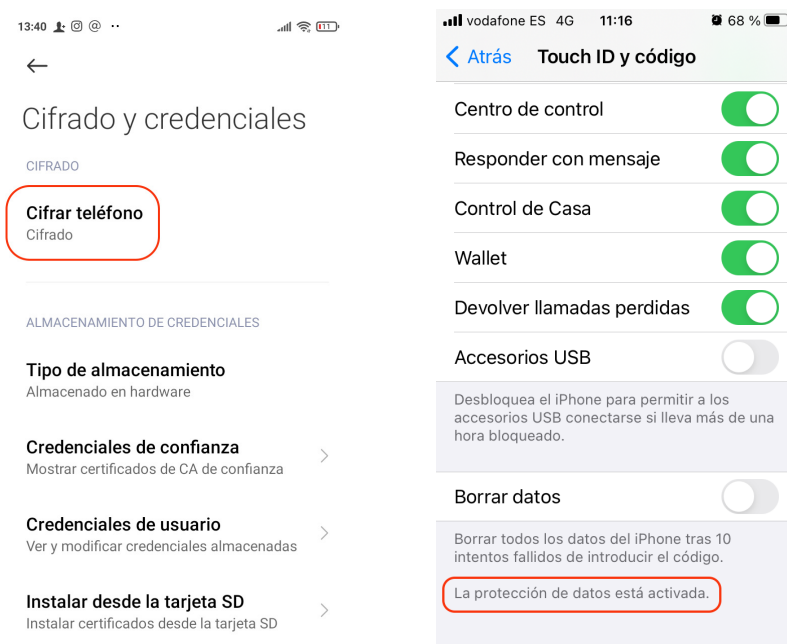 13:40
11
Cifrado y credenciales
CIFRADO
Cifrar teléfono
Cifrado
ALMACENAMIENTO DE CREDENCIALES
Tipo de almacenamiento
Almacenado en hardware
Credenciales de confianza
Mostrar certificados de CA de confianza
Credenciales de usuario
Ver y modificar credenciales almacenadas
Instalar desde la tarjeta SD
Instalar certificados desde la tarjeta SD
vodafone ES 4G 11:16 68 %
Atrás Touch ID y código
Centro de control
Responder con mensaje
Control de Casa
Wallet
Devolver llamadas perdidas
Accesorios USB
Desbloquea el iPhone para permitir a los
accesorios USB conectarse si lleva más de una
hora bloqueado.
Borrar datos
Borrar todos los datos del iPhone tras 10
intentos fallidos de introducir el código.
La protección de datos está activada.